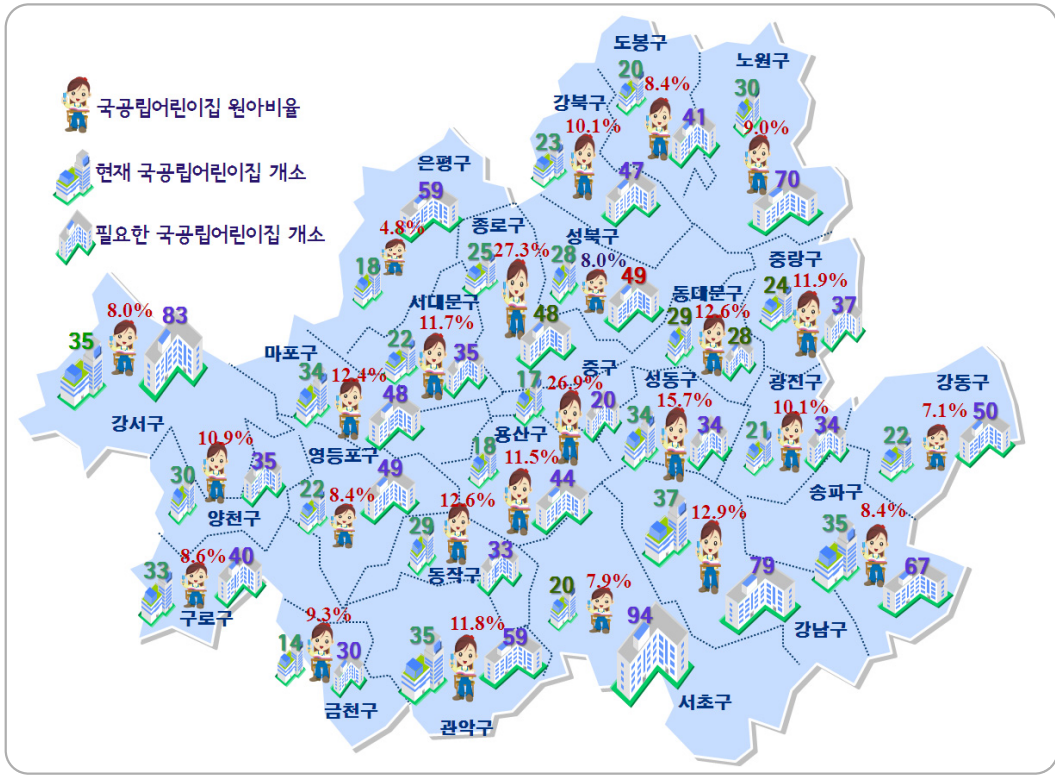 국공립어린이집 원아비율
현재 국공립어린이집 개소
필요한 국공립어린이집 개소
도봉구
20
8.4%
41
노원구
30
9.0%
70
강북구
23
10.1%
47
은평구
59
4.8%
18
종로구
25
27.3%
48
성북구
28
8.0%
49
중랑구
24
11.9%
37
동대문구
29
12.6%
28
서대문구
22
11.7%
35
35
8.0%
83
강서구
마포구
34
12.4%
48
중구
17
26.9%
20
성동구
34
15.7%
34
광진구
21
10.1%
34
강동구
22
7.1%
50
용산구
18
11.5%
44
30
10.9%
35
양천구
영등포구
22
8.4%
49
29
12.6%
33
동작구
37
12.9%
79
강남구
송파구
35
8.4%
67
33
8.6%
40
구로구
14
9.3%
30
금천구
35
11.8%
59
관악구
20
7.9%
94
서초구